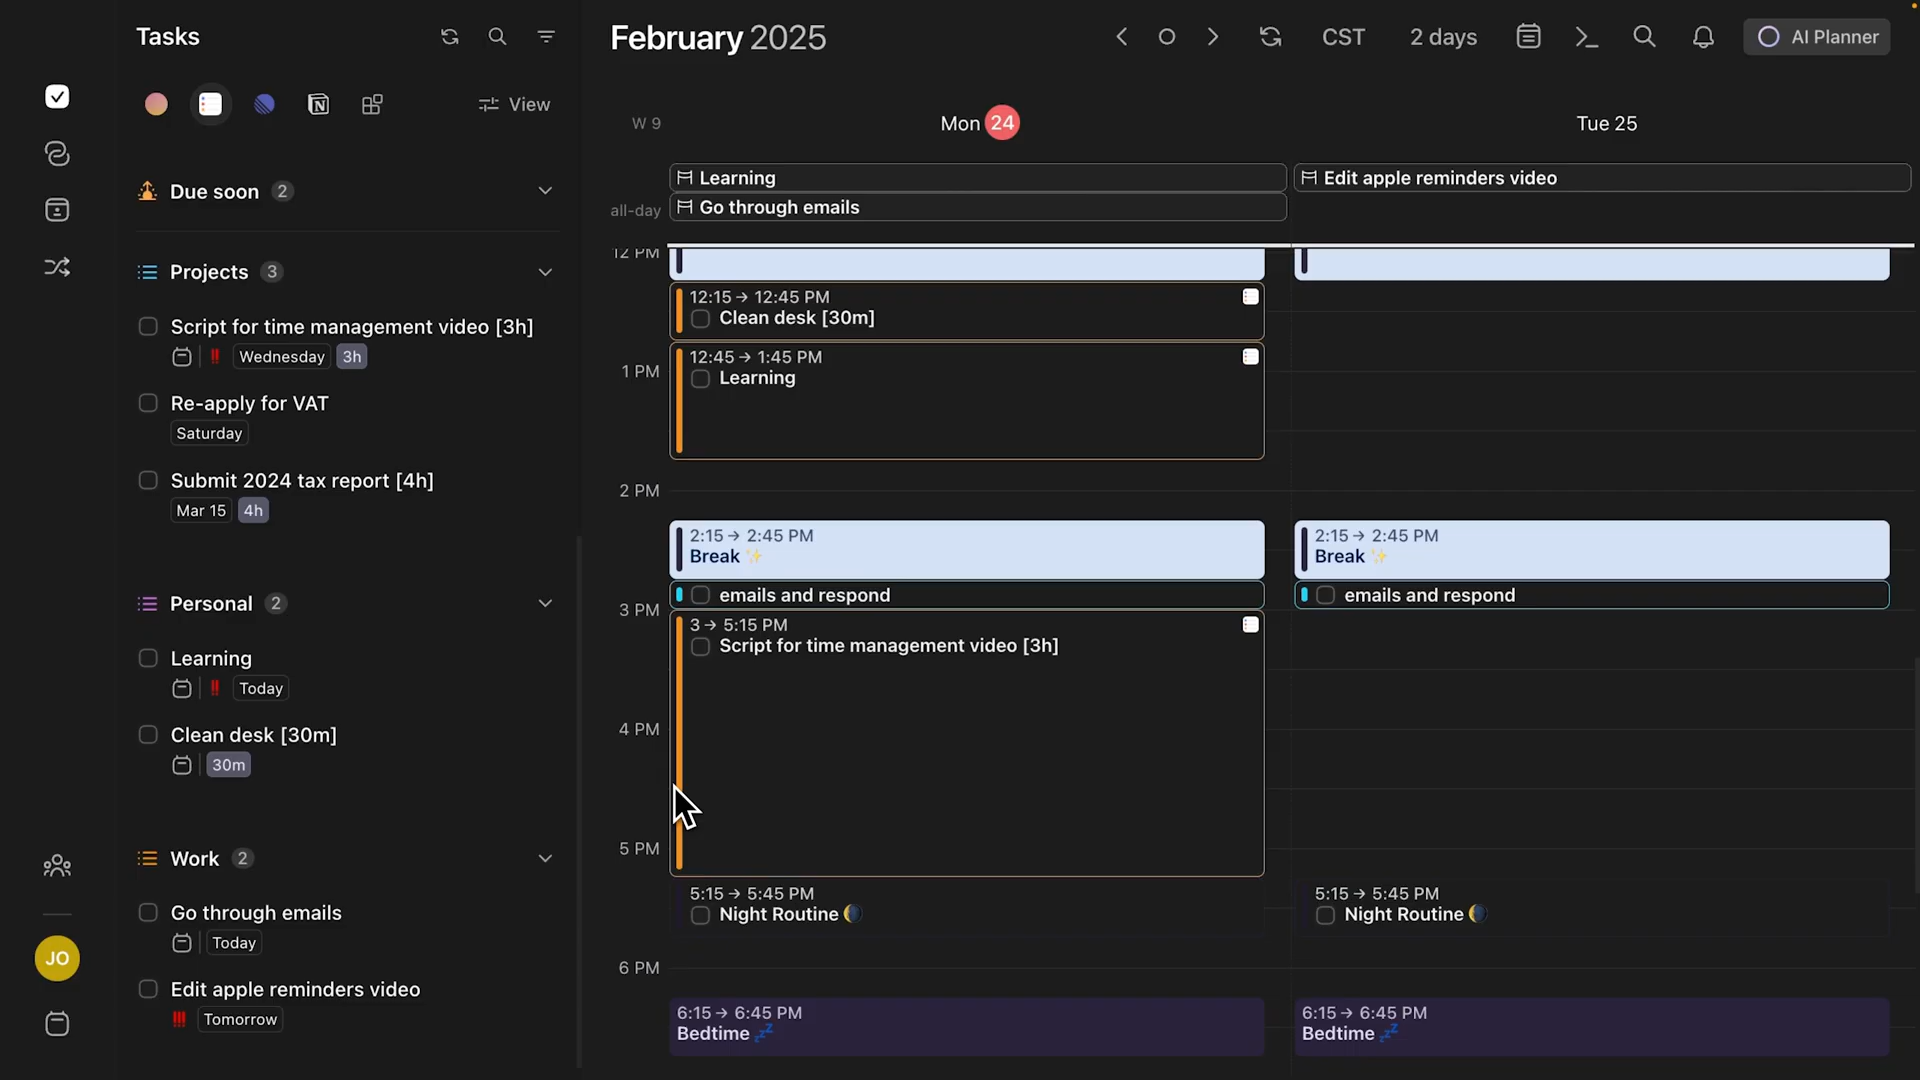 Tasks
View
Due soon 2
Projects 3
Script for time management video [3h]
!! Wednesday 3h
Re-apply for VAT
Saturday
Submit 2024 tax report [4h]
Mar 15 4h
Personal 2
Learning
!! Today
Clean desk [30m]
30m
Work 2
Go through emails
Today
Edit apple reminders video
!!! Tomorrow
JO
February 2025
CST
2 days
AI Planner
W 9
Mon 24
Tue 25
all-day
Learning
Go through emails
Edit apple reminders video
12 PM
12:15 → 12:45 PM
Clean desk [30m]
12:45 → 1:45 PM
Learning
1 PM
2 PM
2:15 → 2:45 PM
Break ✨
2:15 → 2:45 PM
Break ✨
emails and respond
emails and respond
3 PM
3 → 5:15 PM
Script for time management video [3h]
4 PM
5 PM
5:15 → 5:45 PM
Night Routine 🌘
5:15 → 5:45 PM
Night Routine 🌘
6 PM
6:15 → 6:45 PM
Bedtime 💤
6:15 → 6:45 PM
Bedtime 💤